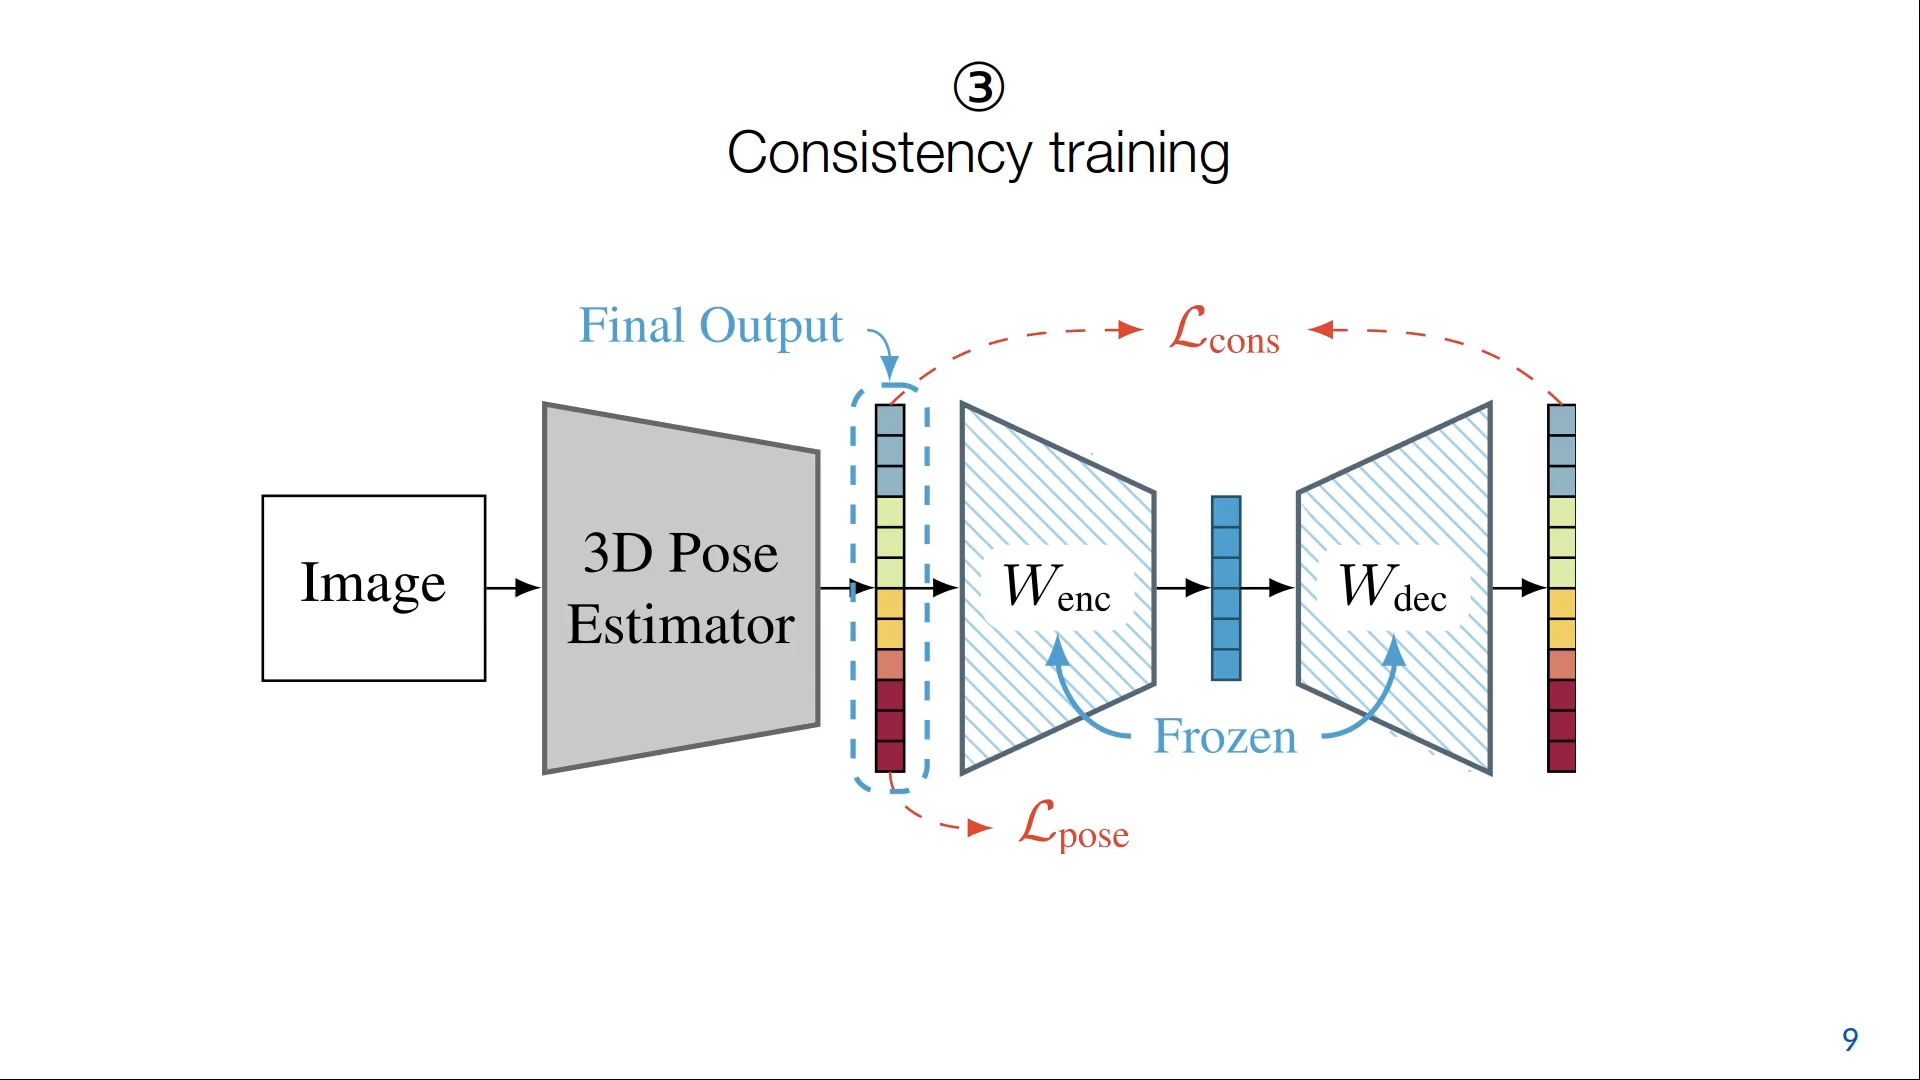 ③
Consistency training
Final Output
ℒcons
Image
3D Pose
Estimator
Wenc
Wdec
Frozen
ℒpose
9